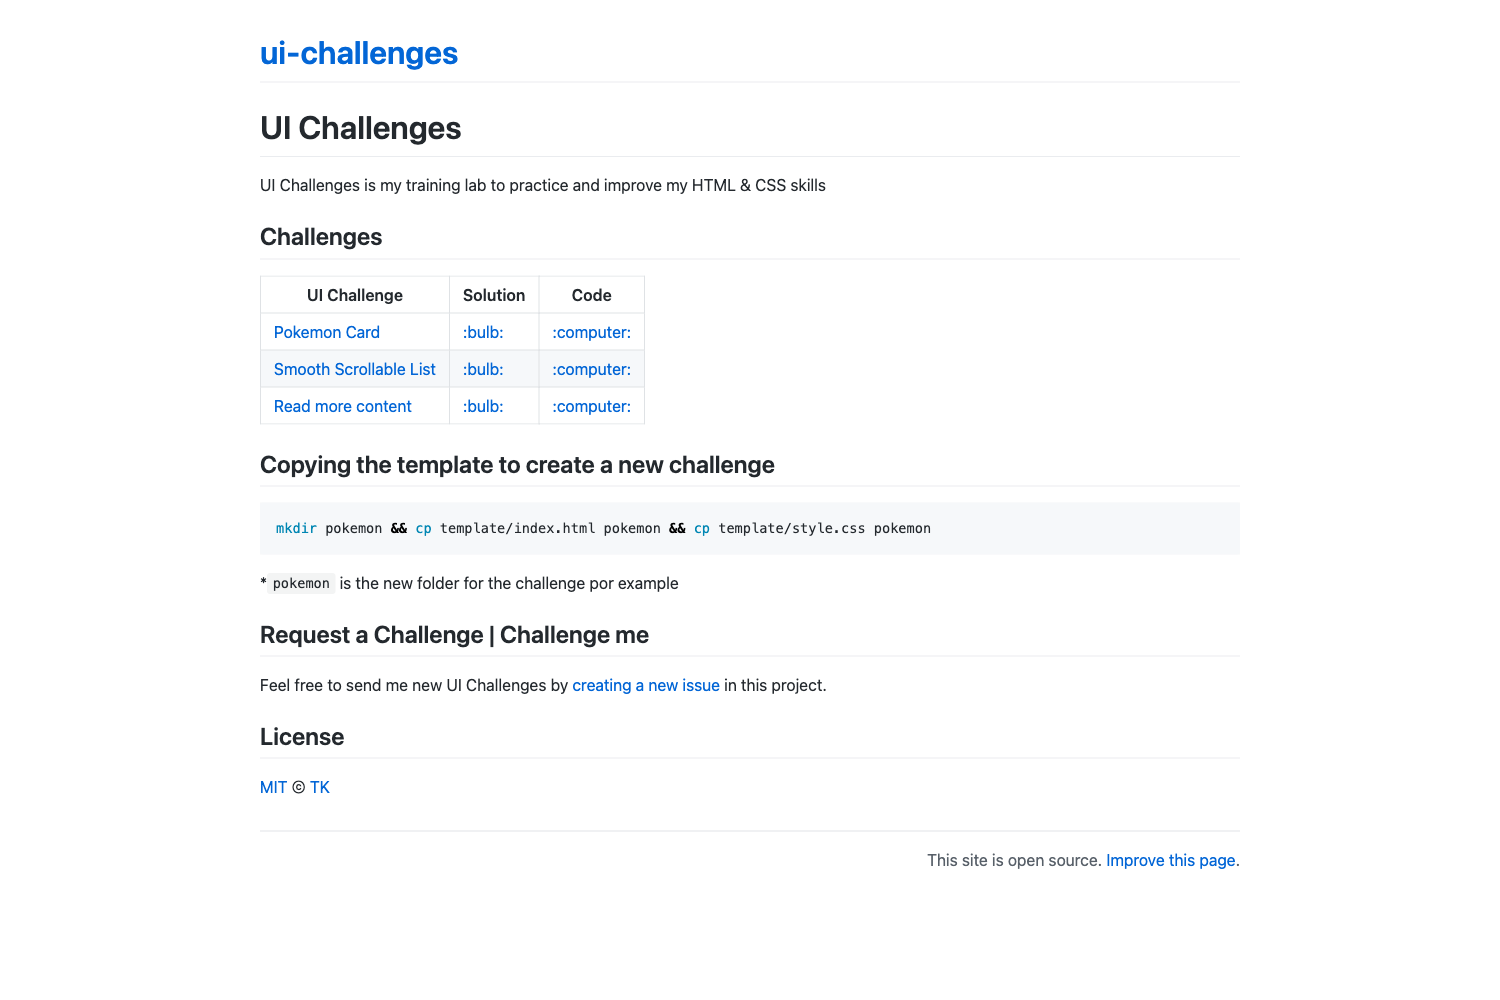 ui-challenges
UI Challenges
UI Challenges is my training lab to practice and improve my HTML & CSS skills
Challenges
UI Challenge Solution Code
Pokemon Card :bulb: :computer:
Smooth Scrollable List :bulb: :computer:
Read more content :bulb: :computer:
Copying the template to create a new challenge
mkdir pokemon && cp template/index.html pokemon && cp template/style.css pokemon
* pokemon is the new folder for the challenge por example
Request a Challenge | Challenge me
Feel free to send me new UI Challenges by creating a new issue in this project.
License
MIT © TK
This site is open source. Improve this page.